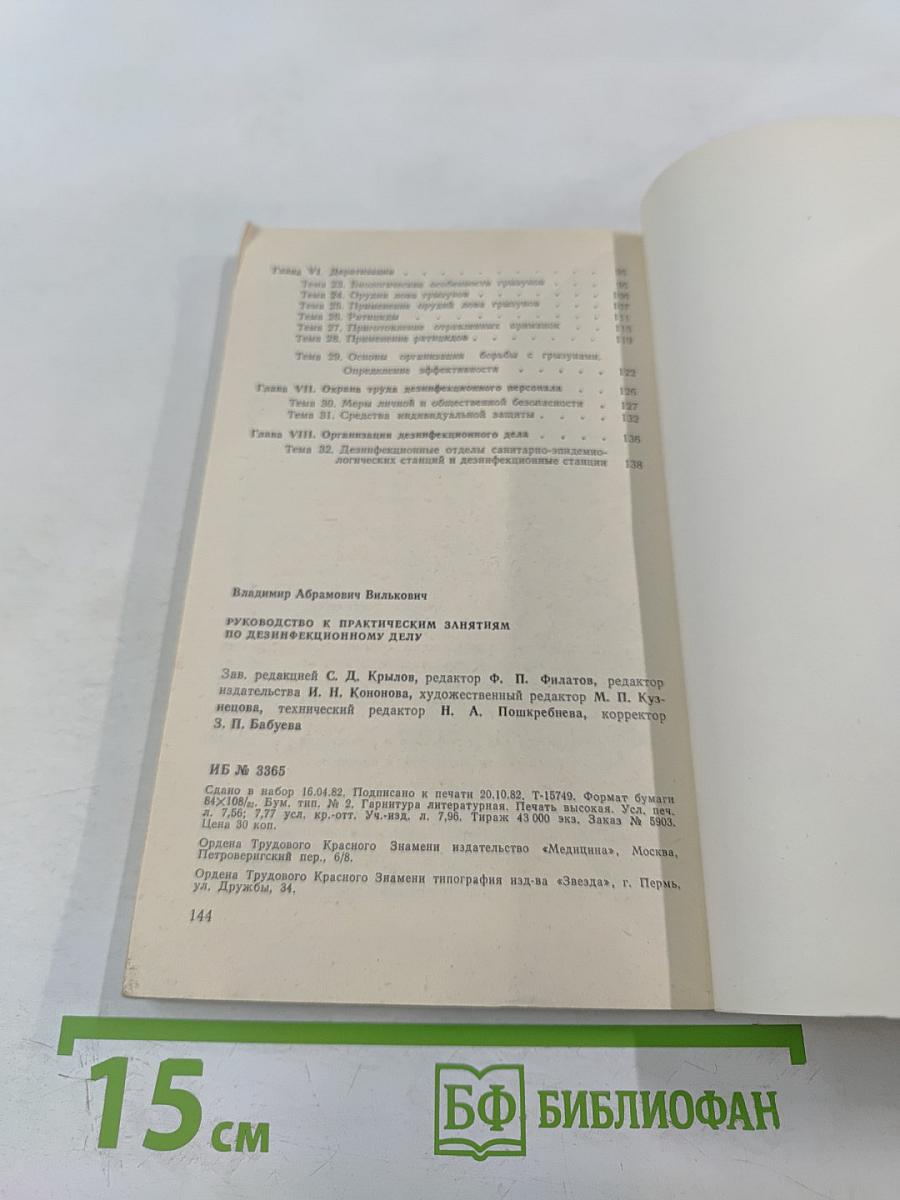 Глава VI. Дератизация . . . . . . . . . .
Тема 23. Биологические особенности грызунов . . .
Тема 24. Орудия лова грызунов . . . . . . 106
Тема 25. Применение орудий лова грызунов . . . 107
Тема 26. Ратициды . . . . . . . . . 111
Тема 27. Приготовление отравленных приманок . . 115
Тема 28. Применение ратицидов . . . . . . 119
Тема 29. Основы организации борьбы с грызунами.
Определение эффективности . . . . . 122
Глава VII. Охрана труда дезинфекционного персонала . . 126
Тема 30. Меры личной и общественной безопасности . 127
Тема 31. Средства индивидуальной защиты . . . . 132
Глава VIII. Организация дезинфекционного дела . . . . 136
Тема 32. Дезинфекционные отделы санитарно-эпидемио-
логических станций и дезинфекционные станции 138
Владимир Абрамович Вилькович
РУКОВОДСТВО К ПРАКТИЧЕСКИМ ЗАНЯТИЯМ
ПО ДЕЗИНФЕКЦИОННОМУ ДЕЛУ
Зав. редакцией С. Д. Крылов, редактор Ф. П. Филатов, редактор
издательства И. Н. Кононова, художественный редактор М. П. Куз-
нецова, технический редактор Н. А. Пошкребнева, корректор
З. П. Бабуева
ИБ № 3365
Сдано в набор 16.04.82. Подписано к печати 20.10.82. Т-15749. Формат бумаги
84×108/32. Бум. тип. № 2. Гарнитура литературная. Печать высокая. Усл. печ.
л. 7,56; 7,77 усл. кр.-отт. Уч.-изд. л. 7,96. Тираж 43 000 экз. Заказ № 5903.
Цена 30 коп.
Ордена Трудового Красного Знамени издательство «Медицина», Москва,
Петроверигский пер., 6/8.
Ордена Трудового Красного Знамени типография изд-ва «Звезда», г. Пермь,
ул. Дружбы, 34.
144
15 см
БФ БИБЛИОФАН